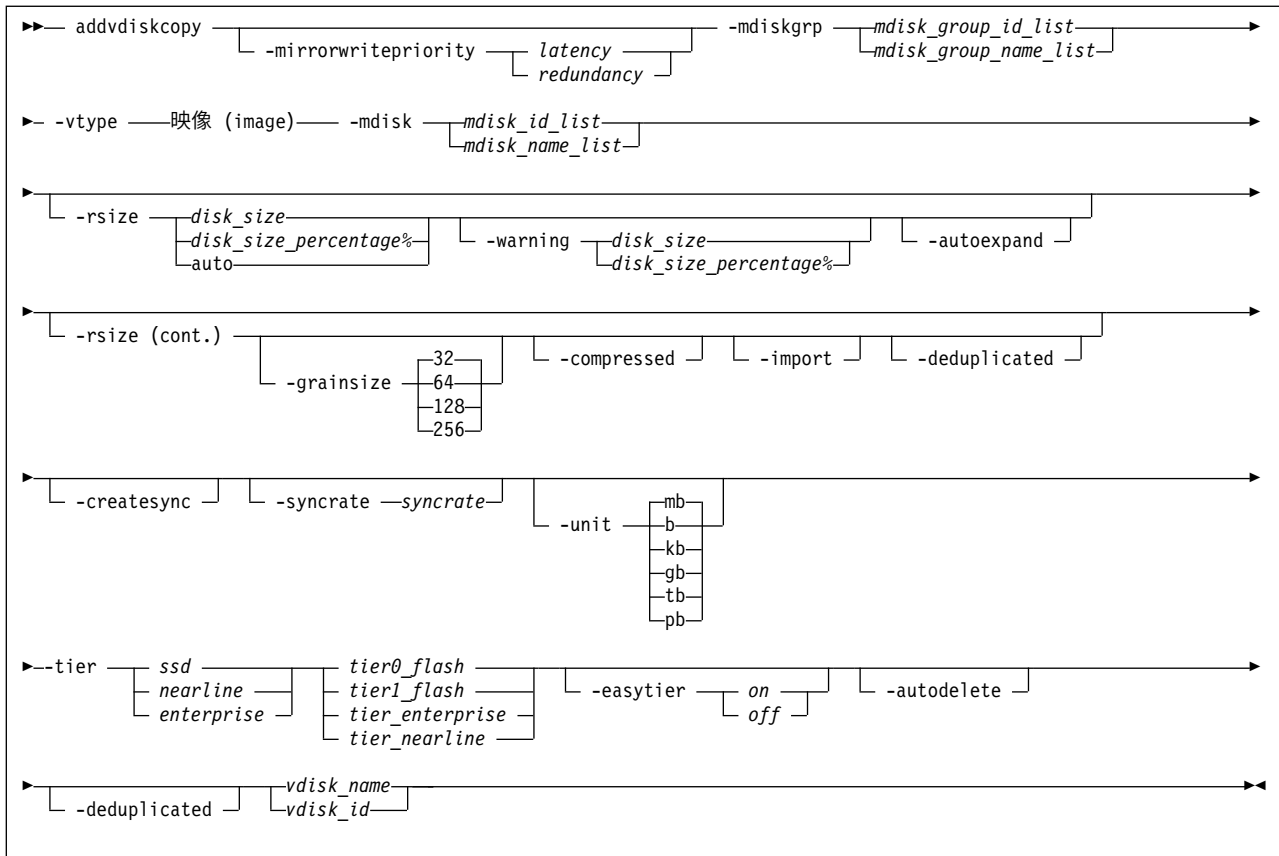 addvdiskcopy -mirrorwritepriority latency redundancy -mdiskgrp mdisk_group_id_list mdisk_group_name_list
-vtype 映像 (image) -mdisk mdisk_id_list mdisk_name_list
-rsize disk_size disk_size_percentage% auto -warning disk_size disk_size_percentage% -autoexpand
-rsize (cont.) -grainsize 32 64 128 256 -compressed -import -deduplicated
-createsync -syncrate syncrate -unit mb b kb gb tb pb
-tier ssd nearline enterprise tier0_flash tier1_flash tier_enterprise tier_nearline -easytier on off -autodelete
-deduplicated vdisk_name vdisk_id